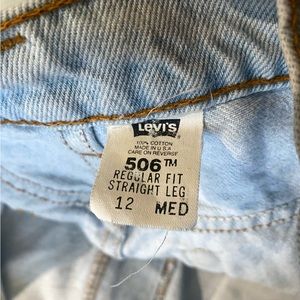 Levi's
100% COTTON
MADE IN U.S.A
CARE ON REVERSE
506™
REGULAR FIT
STRAIGHT LEG
12 MED